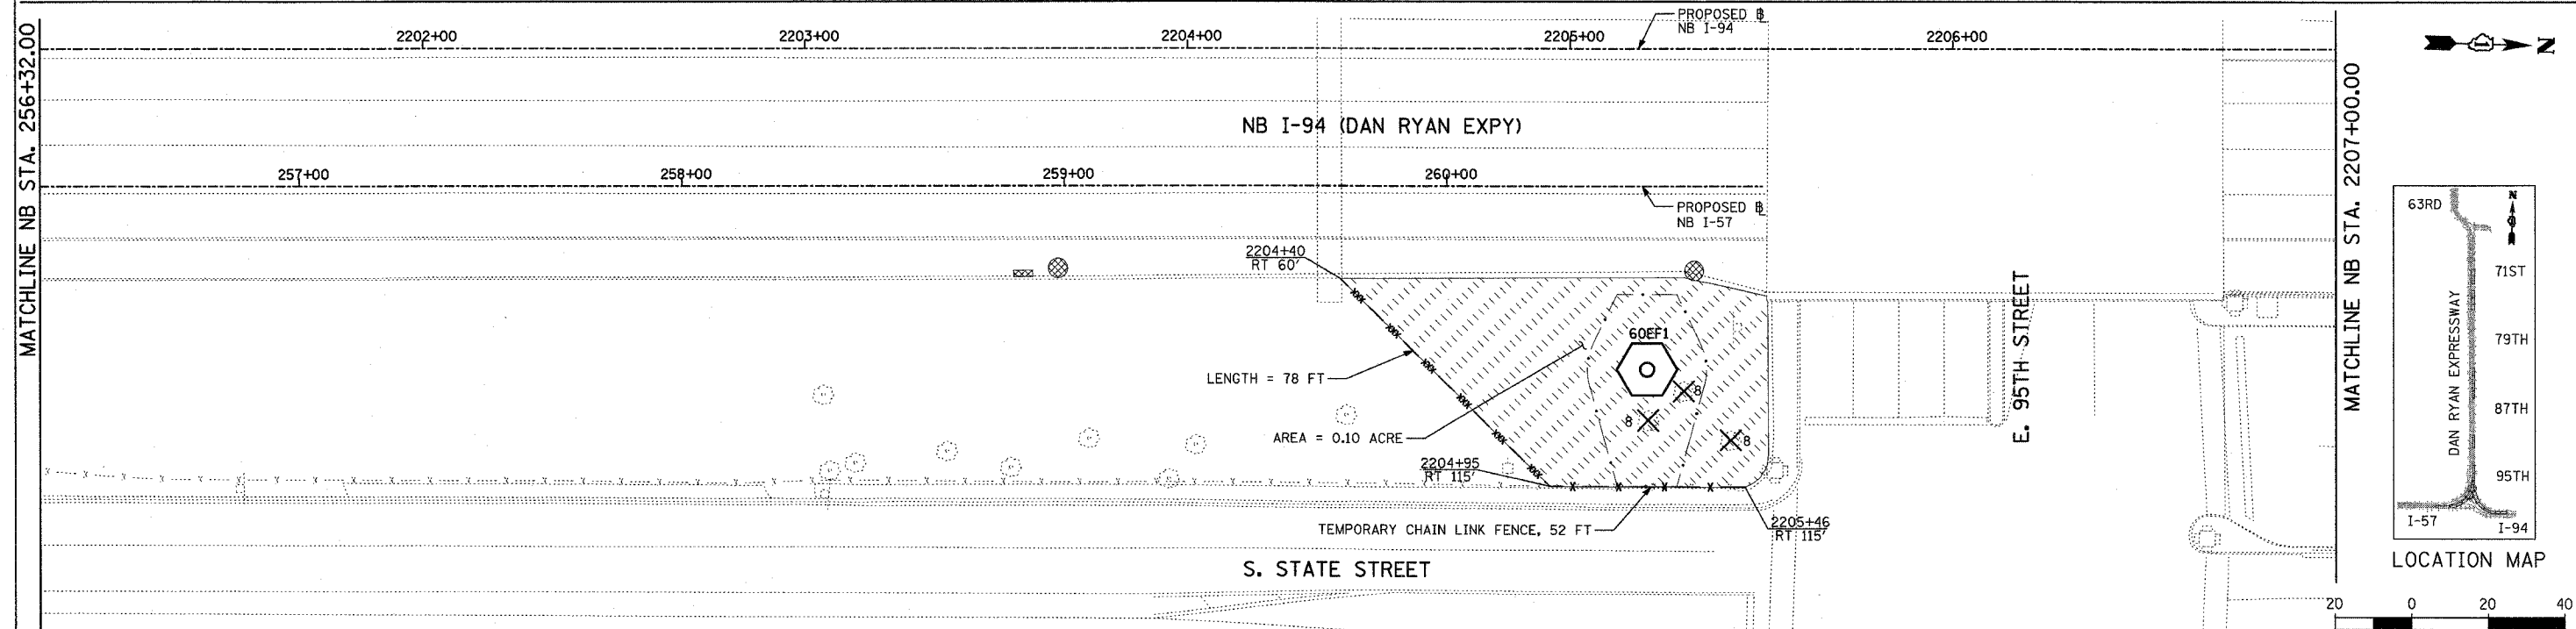 MATCHLINE NB STA. 256+32.00
2202+00
2203+00
2204+00
2205+00
2206+00
PROPOSED ℄
NB I-94
NB I-94 (DAN RYAN EXPY)
257+00
258+00
259+00
260+00
PROPOSED ℄
NB I-57
2204+40
RT 60'
60EF1
LENGTH = 78 FT
8
8
8
AREA = 0.10 ACRE
2204+95
RT 115'
TEMPORARY CHAIN LINK FENCE, 52 FT
2205+46
RT 115'
S. STATE STREET
E. 95TH STREET
MATCHLINE NB STA. 2207+00.00
N
N
63RD
71ST
79TH
87TH
95TH
DAN RYAN EXPRESSWAY
I-57
I-94
LOCATION MAP
20 0 20 40